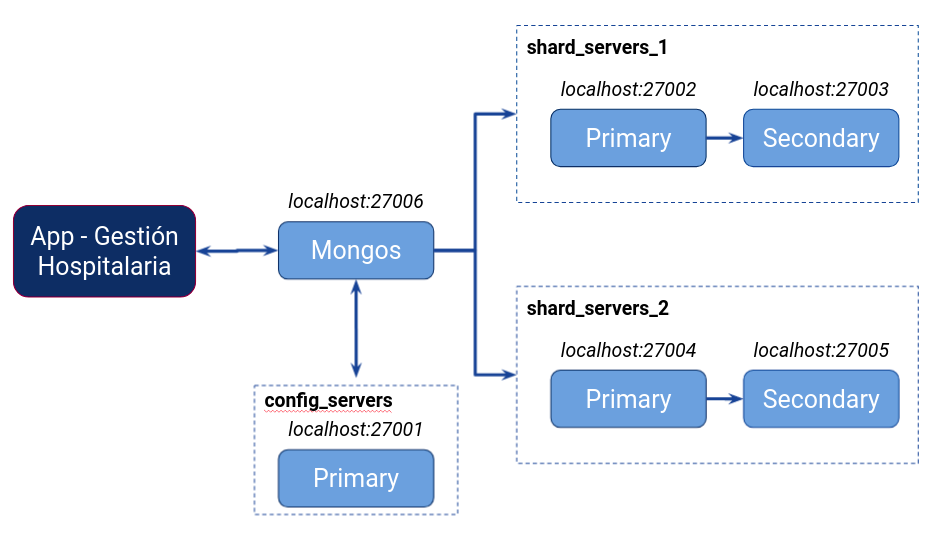 shard_servers_1
localhost:27002
localhost:27003
Primary
Secondary
localhost:27006
App - Gestión
Hospitalaria
Mongos
shard_servers_2
localhost:27004
localhost:27005
Primary
Secondary
config_servers
localhost:27001
Primary